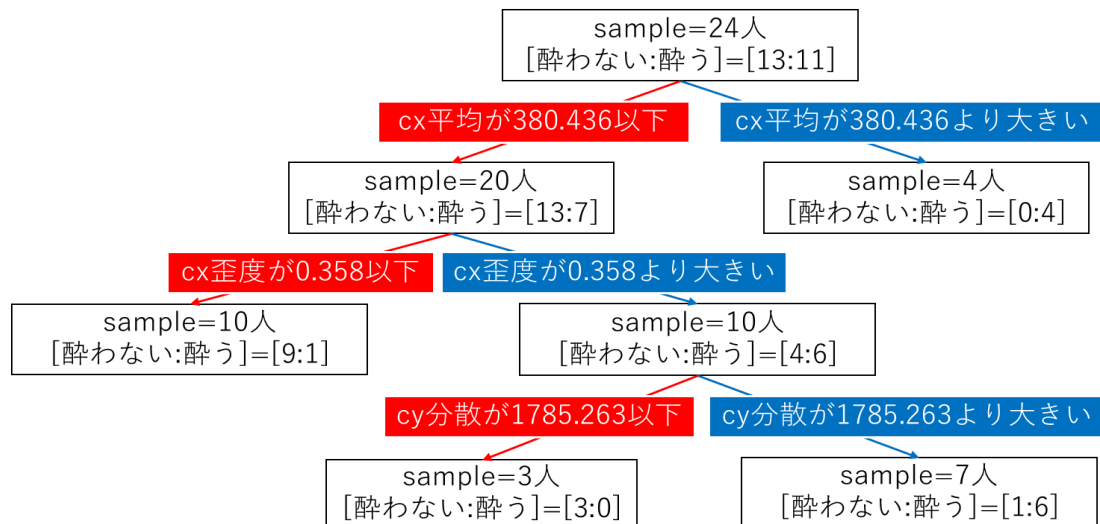 sample=24人
[酔わない:酔う]=[13:11]
cx平均が380.436以下
cx平均が380.436より大きい
sample=20人
[酔わない:酔う]=[13:7]
sample=4人
[酔わない:酔う]=[0:4]
cx歪度が0.358以下
cx歪度が0.358より大きい
sample=10人
[酔わない:酔う]=[9:1]
sample=10人
[酔わない:酔う]=[4:6]
cy分散が1785.263以下
cy分散が1785.263より大きい
sample=3人
[酔わない:酔う]=[3:0]
sample=7人
[酔わない:酔う]=[1:6]